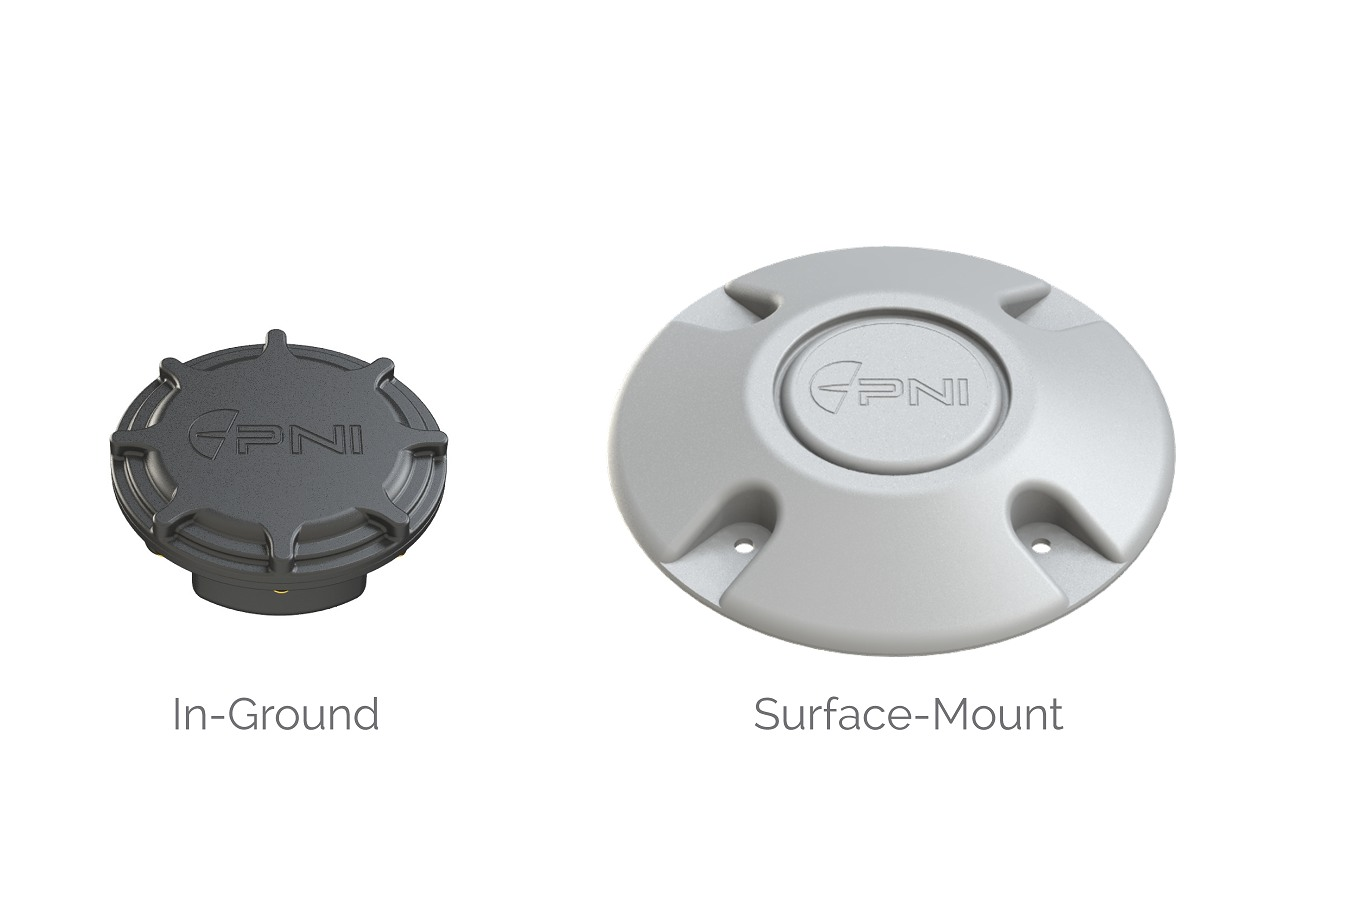 PNI
PNI
In-Ground
Surface-Mount